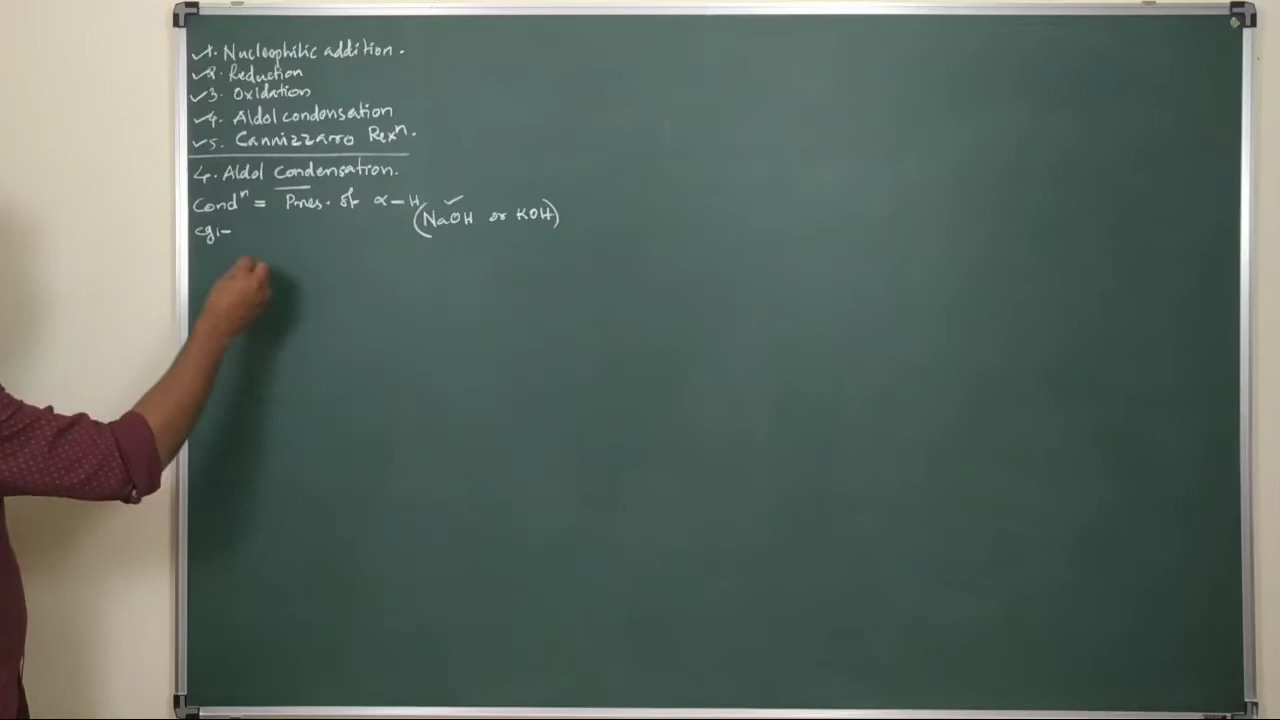 1. Nucleophilic addition.
2. Reduction
3. Oxidation
4. Aldol condensation
5. Cannizzarro Rexⁿ.
4. Aldol Condensation.
Condⁿ = Pres. of α-H
(NaOH or KOH)
eg:-